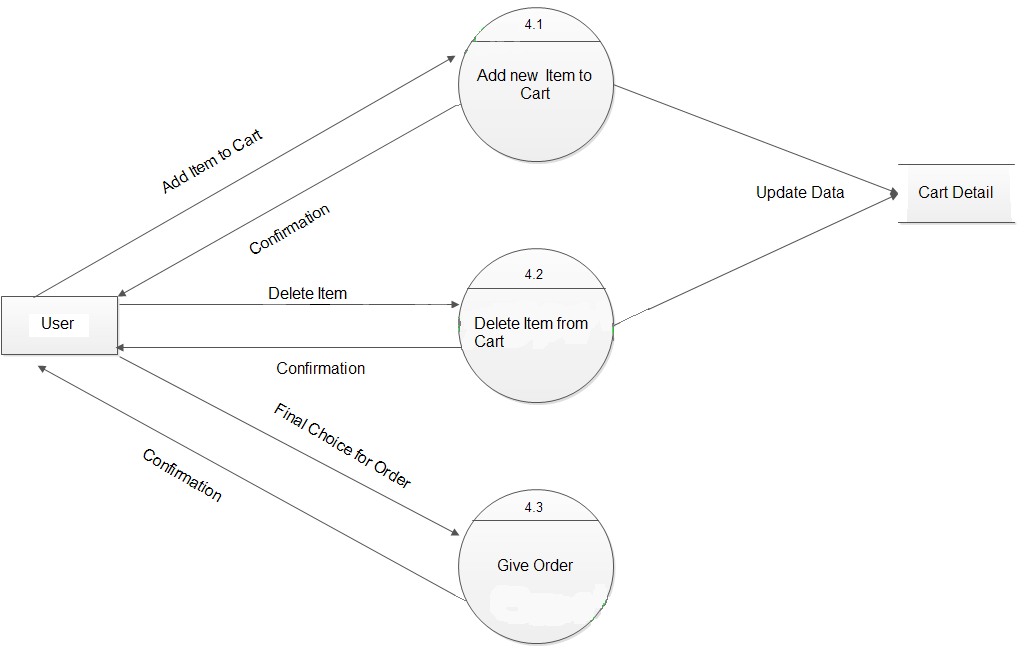 4.1
Add new Item to
Cart
Add Item to Cart
Confirmation
Update Data
Cart Detail
4.2
Delete Item
User
Delete Item from
Cart
Confirmation
Final Choice for Order
Confirmation
4.3
Give Order